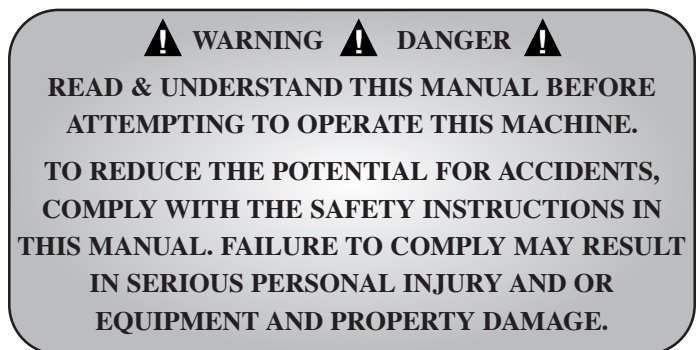 WARNING DANGER
READ & UNDERSTAND THIS MANUAL BEFORE
ATTEMPTING TO OPERATE THIS MACHINE.
TO REDUCE THE POTENTIAL FOR ACCIDENTS,
COMPLY WITH THE SAFETY INSTRUCTIONS IN
THIS MANUAL. FAILURE TO COMPLY MAY RESULT
IN SERIOUS PERSONAL INJURY AND OR
EQUIPMENT AND PROPERTY DAMAGE.